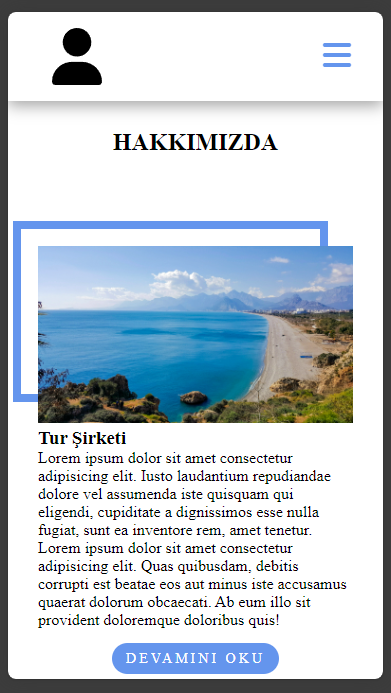 HAKKIMIZDA
Tur Şirketi
Lorem ipsum dolor sit amet consectetur
adipisicing elit. Iusto laudantium repudiandae
dolore vel assumenda iste quisquam qui
eligendi, cupiditate a dignissimos esse nulla
fugiat, sunt ea inventore rem, amet tenetur.
Lorem ipsum dolor sit amet consectetur
adipisicing elit. Quas quibusdam, debitis
corrupti est beatae eos aut minus iste accusamus
quaerat dolorum obcaecati. Ab eum illo sit
provident doloremque doloribus quis!
DEVAMINI OKU